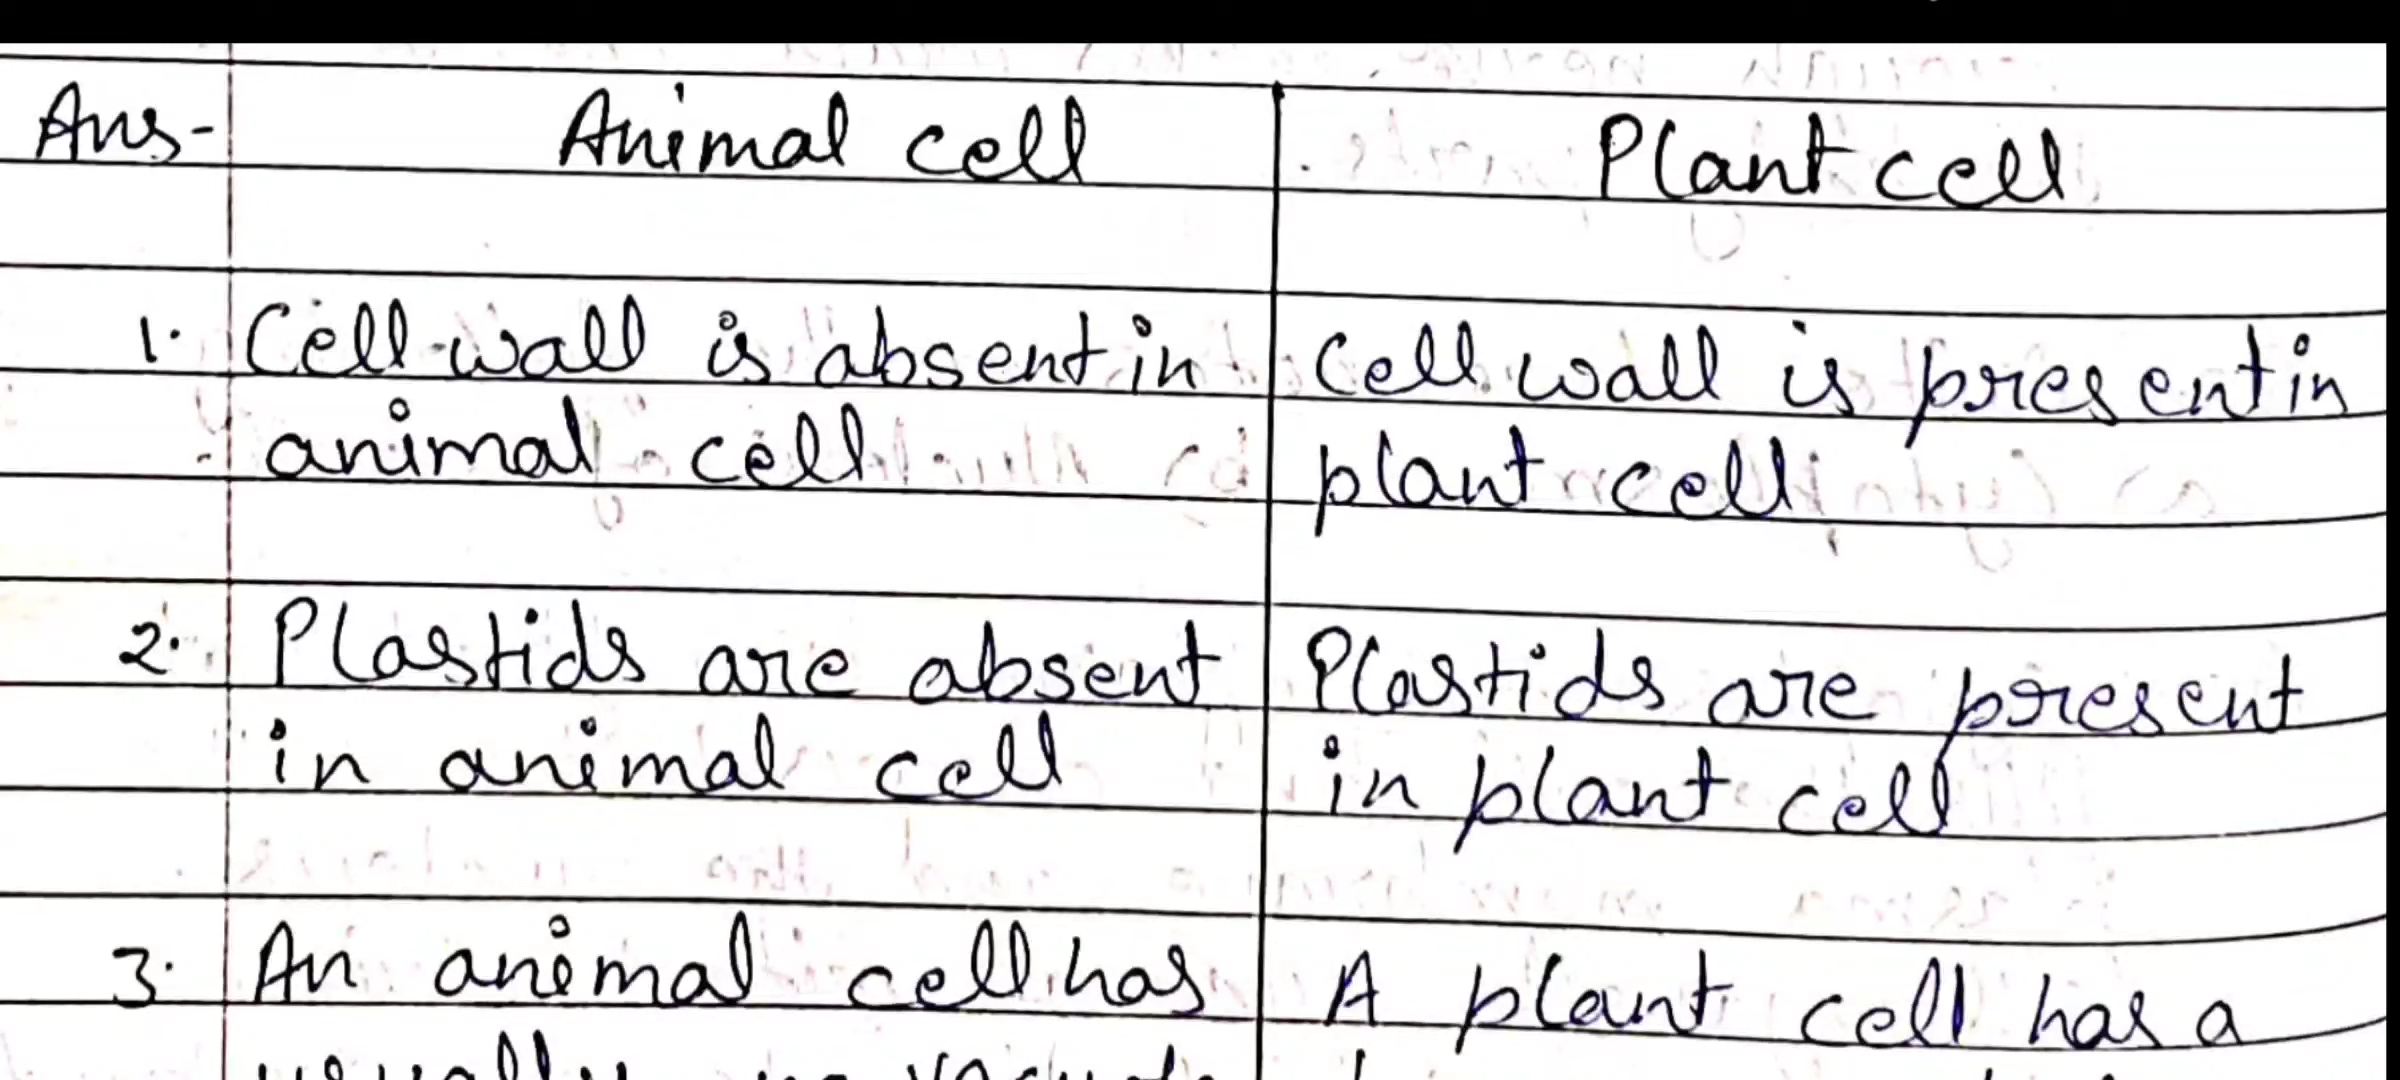 Ans- Animal cell Plant cell
1. Cell wall is absent in Cell wall is present in
animal cell plant cell
2. Plastids are absent Plastids are present
in animal cell in plant cell
3. An animal cell has A plant cell has a
usually no